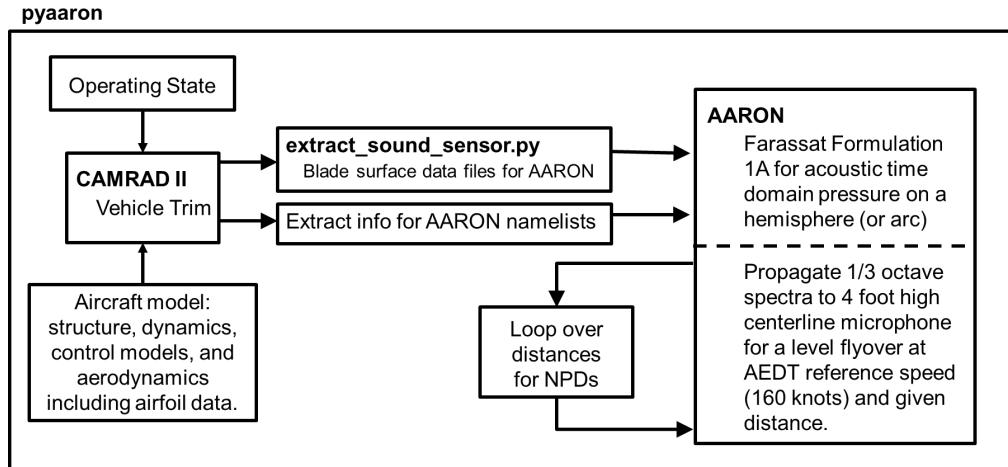 pyaaron
Operating State
CAMRAD II
Vehicle Trim
Aircraft model:
structure, dynamics,
control models, and
aerodynamics
including airfoil data.
extract_sound_sensor.py
Blade surface data files for AARON
Extract info for AARON namelists
Loop over
distances
for NPDs
AARON
Farassat Formulation
1A for acoustic time
domain pressure on a
hemisphere (or arc)
Propagate 1/3 octave
spectra to 4 foot high
centerline microphone
for a level flyover at
AEDT reference speed
(160 knots) and given
distance.